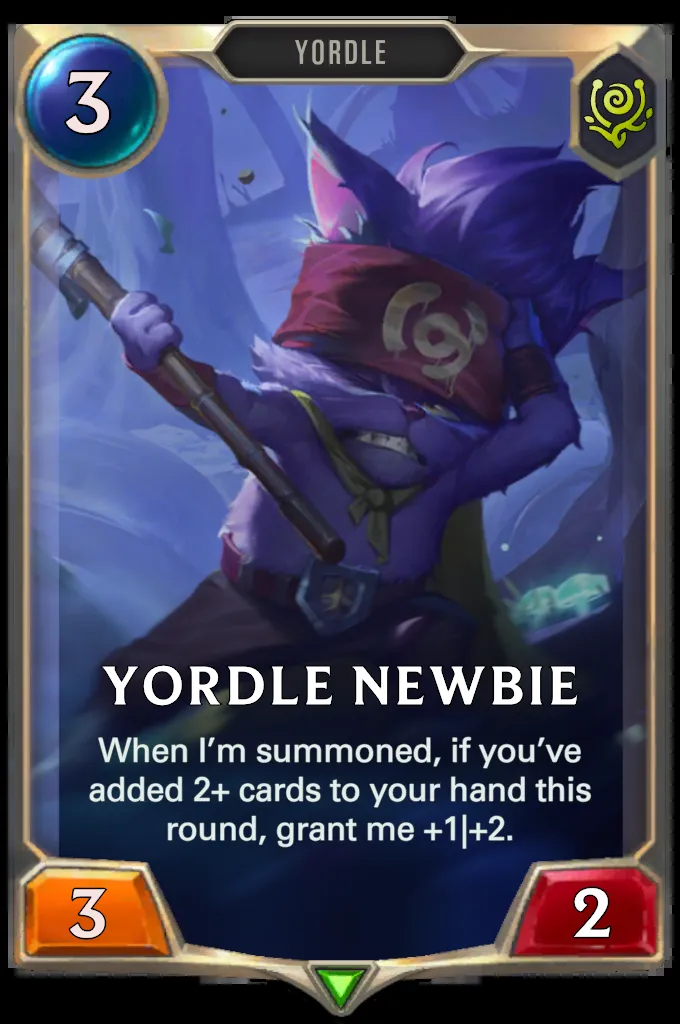 YORDLE
3
YORDLE NEWBIE
When I'm summoned, if you've
added 2+ cards to your hand this
round, grant me +1|+2.
3
2